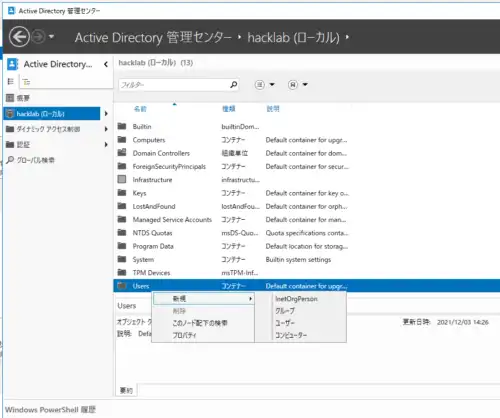 Active Directory 管理センター
Active Directory 管理センター ・ hacklab (ローカル) ・
Active Directory...
hacklab (ローカル) (13)
フィルター
概要
hacklab (ローカル)
ダイナミック アクセス制御
認証
グローバル検索
名前 種類 説明
Builtin builtinDom...
Computers コンテナー Default container for upgr...
Domain Controllers 組織単位 Default container for dom...
ForeignSecurityPrincipals コンテナー Default container for secur...
Infrastructure infrastructu...
Keys コンテナー Default container for key o...
LostAndFound lostAndFou... Default container for orph...
Managed Service Accounts コンテナー Default container for man...
NTDS Quotas msDS-Quo... Quota specifications conta...
Program Data コンテナー Default location for storag...
System コンテナー Builtin system settings
TPM Devices msTPM-Inf...
Users コンテナー Default container for upgr...
Users
新規
削除
このノード配下の検索
プロパティ
InetOrgPerson
グループ
ユーザー
コンピューター
オブジェクト ク
更新日時: 2021/12/03 14:26
説明: Defa
要約
Windows PowerShell 履歴